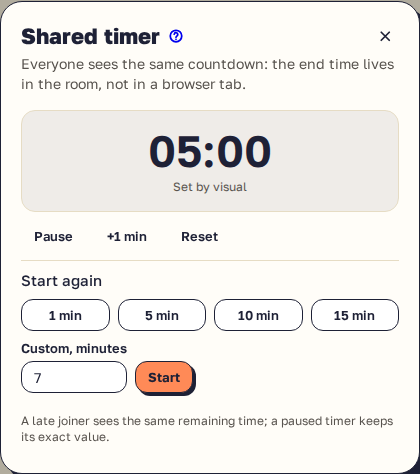 Shared timer
Everyone sees the same countdown: the end time lives
in the room, not in a browser tab.
05:00
Set by visual
Pause +1 min Reset
Start again
1 min 5 min 10 min 15 min
Custom, minutes
7 Start
A late joiner sees the same remaining time; a paused timer keeps
its exact value.